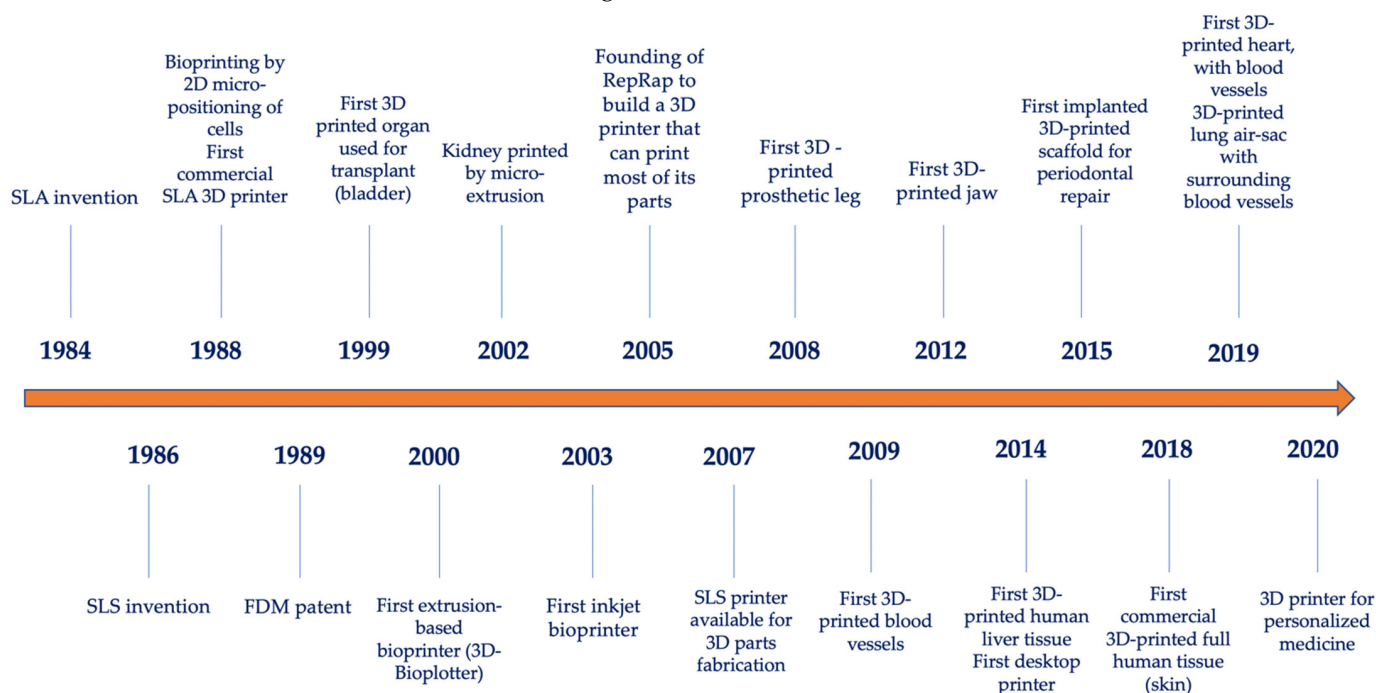 SLA invention
Bioprinting by
2D micro-
positioning of
cells
First
commercial
SLA 3D printer
First 3D
printed organ
used for
transplant
(bladder)
Kidney printed
by micro-
extrusion
Founding of
RepRap to
build a 3D
printer that
can print
most of its
parts
First 3D -
printed
prosthetic leg
First 3D-
printed jaw
First implanted
3D-printed
scaffold for
periodontal
repair
First 3D-
printed heart,
with blood
vessels
3D-printed
lung air-sac
with
surrounding
blood vessels
1984
1988
1999
2002
2005
2008
2012
2015
2019
1986
1989
2000
2003
2007
2009
2014
2018
2020
SLS invention
FDM patent
First extrusion-
based
bioprinter (3D-
Bioplotter)
First inkjet
bioprinter
SLS printer
available for
3D parts
fabrication
First 3D-
printed blood
vessels
First 3D-
printed human
liver tissue
First desktop
printer
First
commercial
3D-printed full
human tissue
(skin)
3D printer for
personalized
medicine